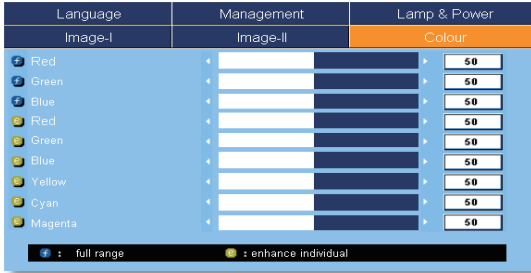 Language Management Lamp & Power
Image-I Image-II Colour
f Red 50
f Green 50
f Blue 50
e Red 50
e Green 50
e Blue 50
e Yellow 50
e Cyan 50
e Magenta 50
f : full range e : enhance individual